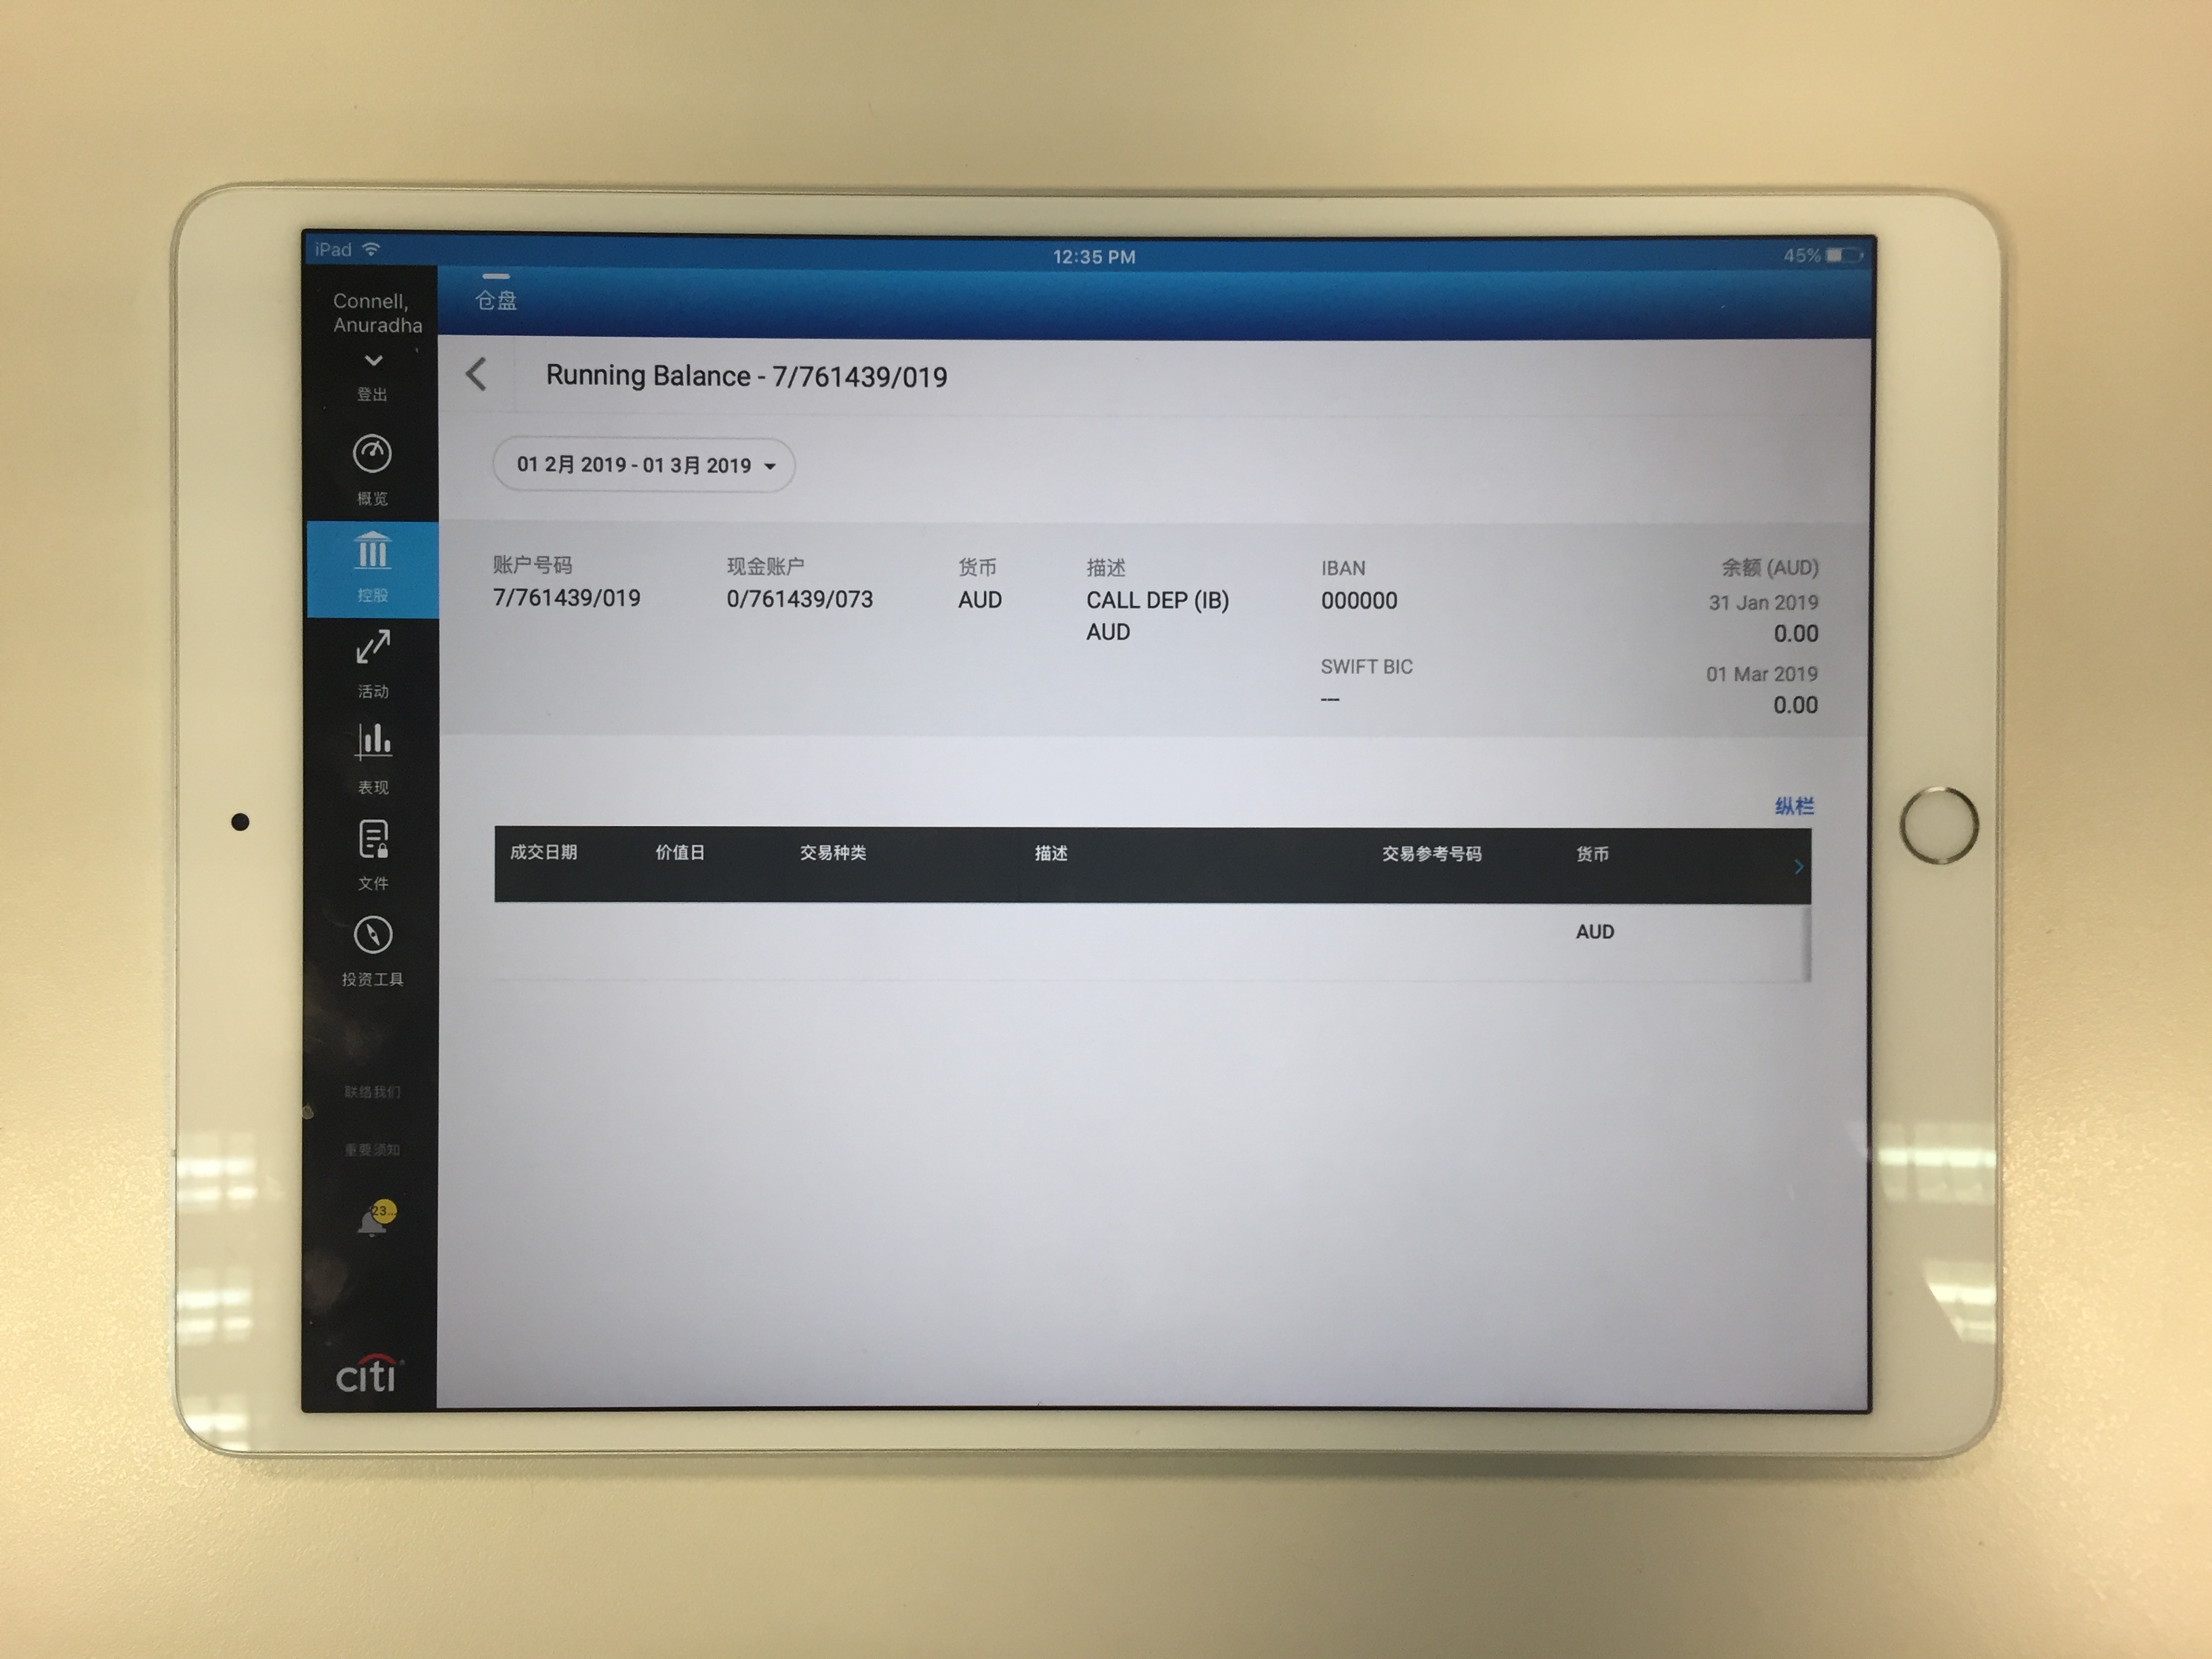 iPad
12:35 PM
45%
Connell,
Anuradha
登出
概览
控股
活动
表现
文件
投资工具
联络我们
重要须知
23...
citi
仓盘
Running Balance - 7/761439/019
01 2月 2019 - 01 3月 2019
账户号码 现金账户 货币 描述 IBAN 余额 (AUD)
7/761439/019 0/761439/073 AUD CALL DEP (IB) 000000 31 Jan 2019
AUD 0.00
SWIFT BIC 01 Mar 2019
--- 0.00
纵栏
成交日期 价值日 交易种类 描述 交易参考号码 货币
AUD